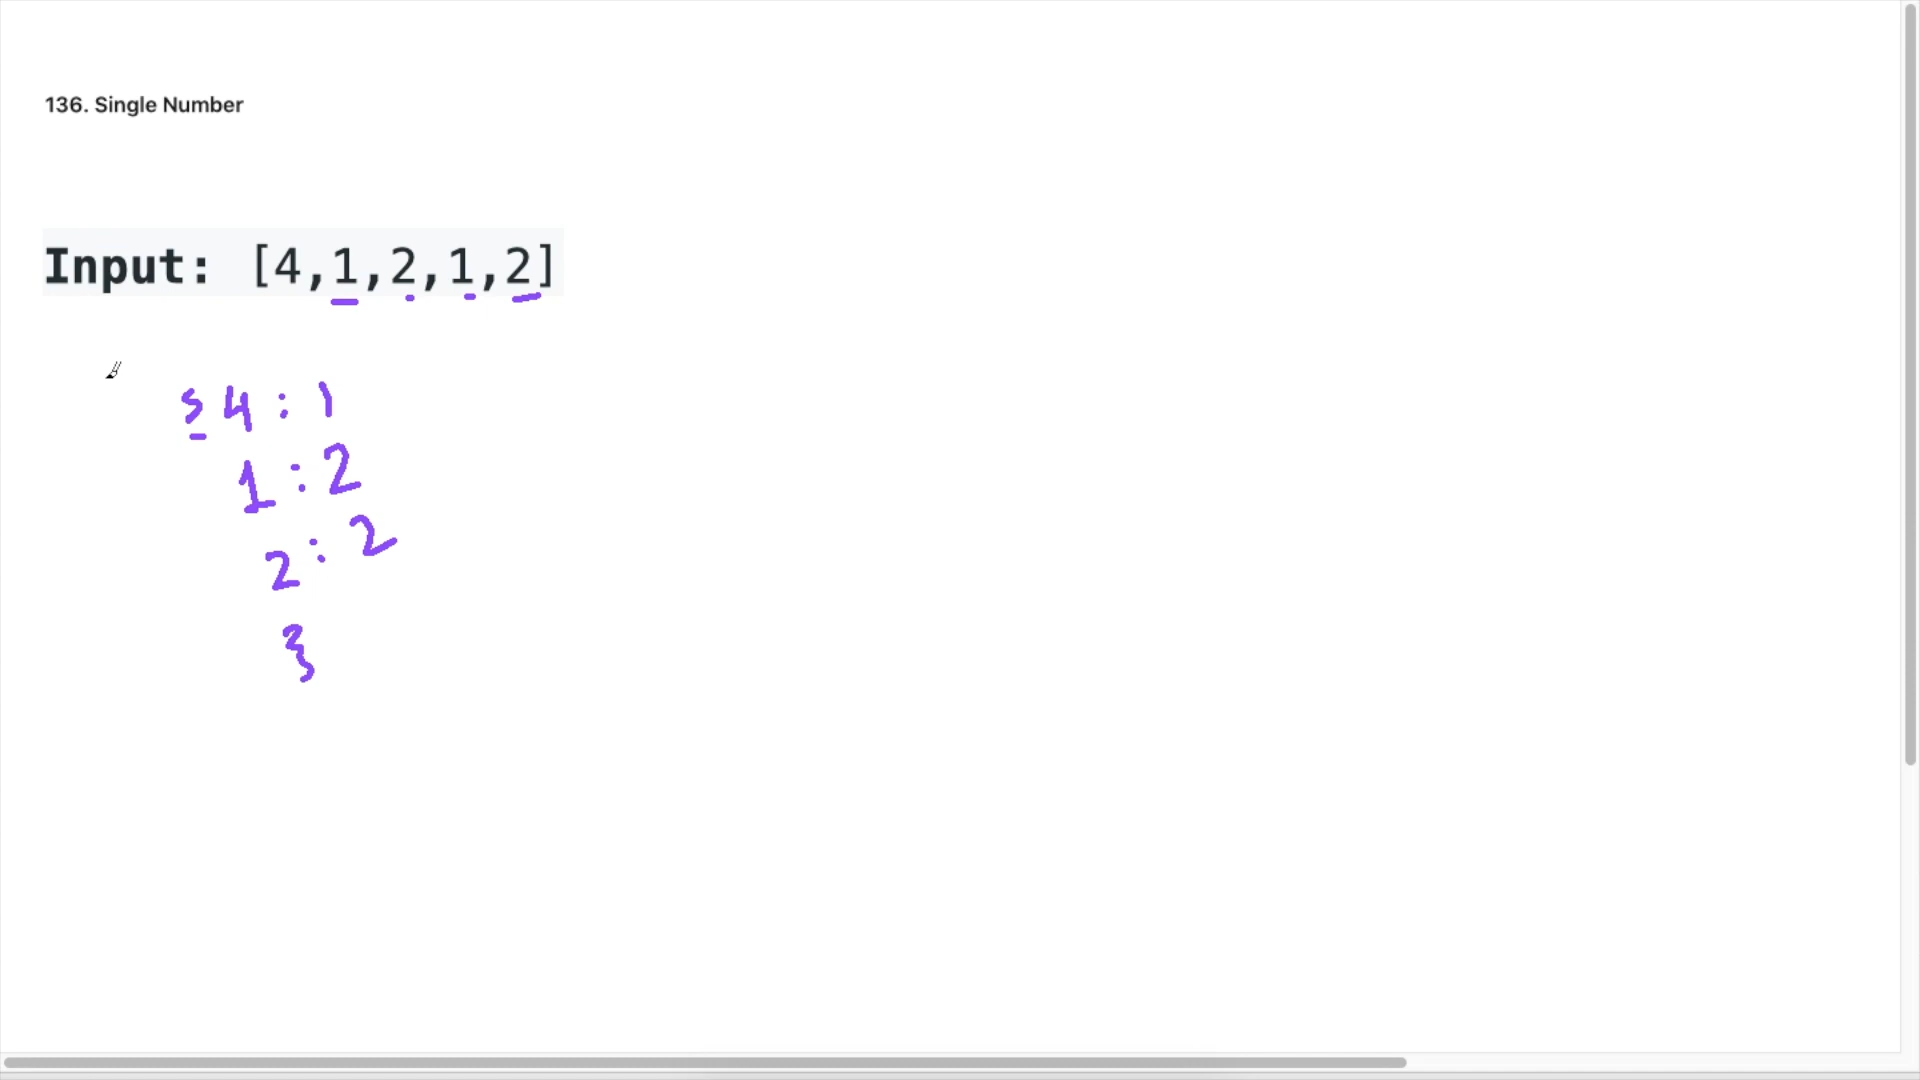 136. Single Number
Input: [4,1,2,1,2]
{ 4 : 1
1 : 2
2 : 2
}